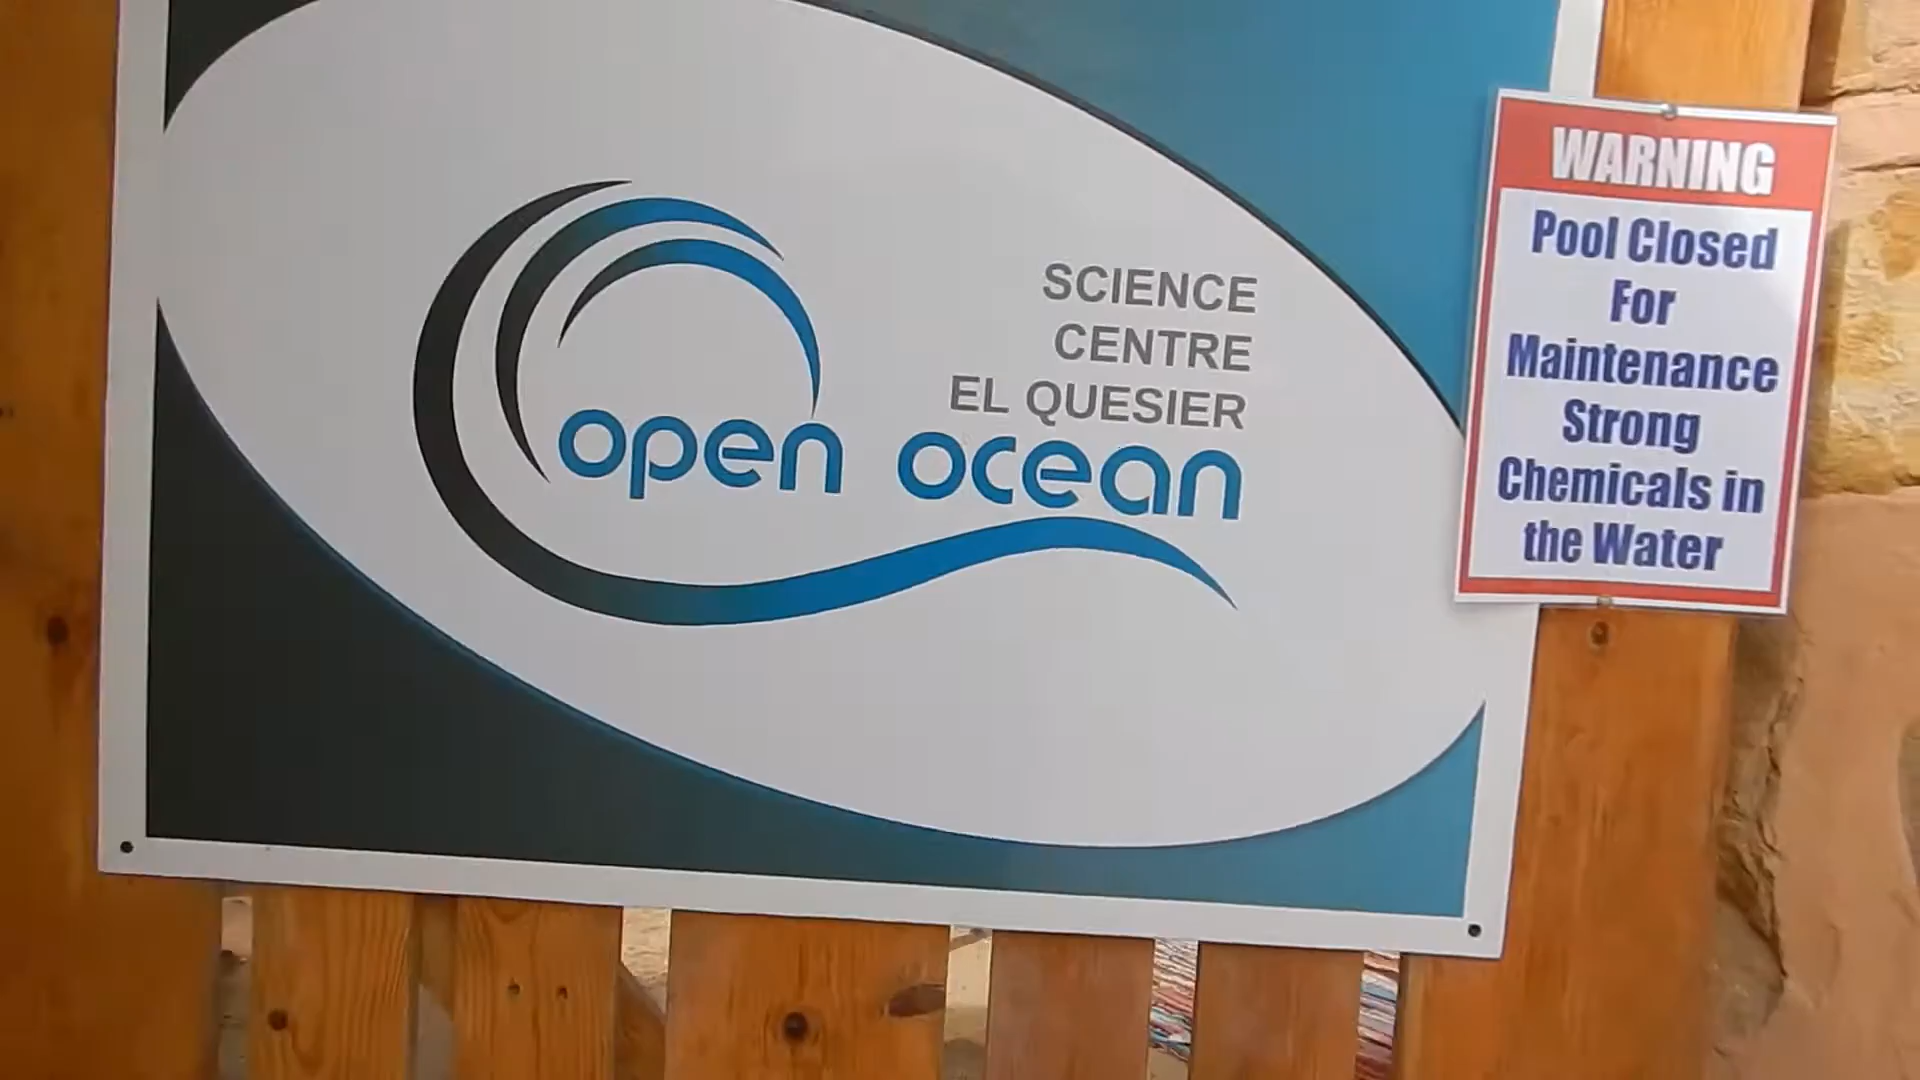 SCIENCE
CENTRE
EL QUESIER
open ocean
WARNING
Pool Closed
For
Maintenance
Strong
Chemicals in
the Water